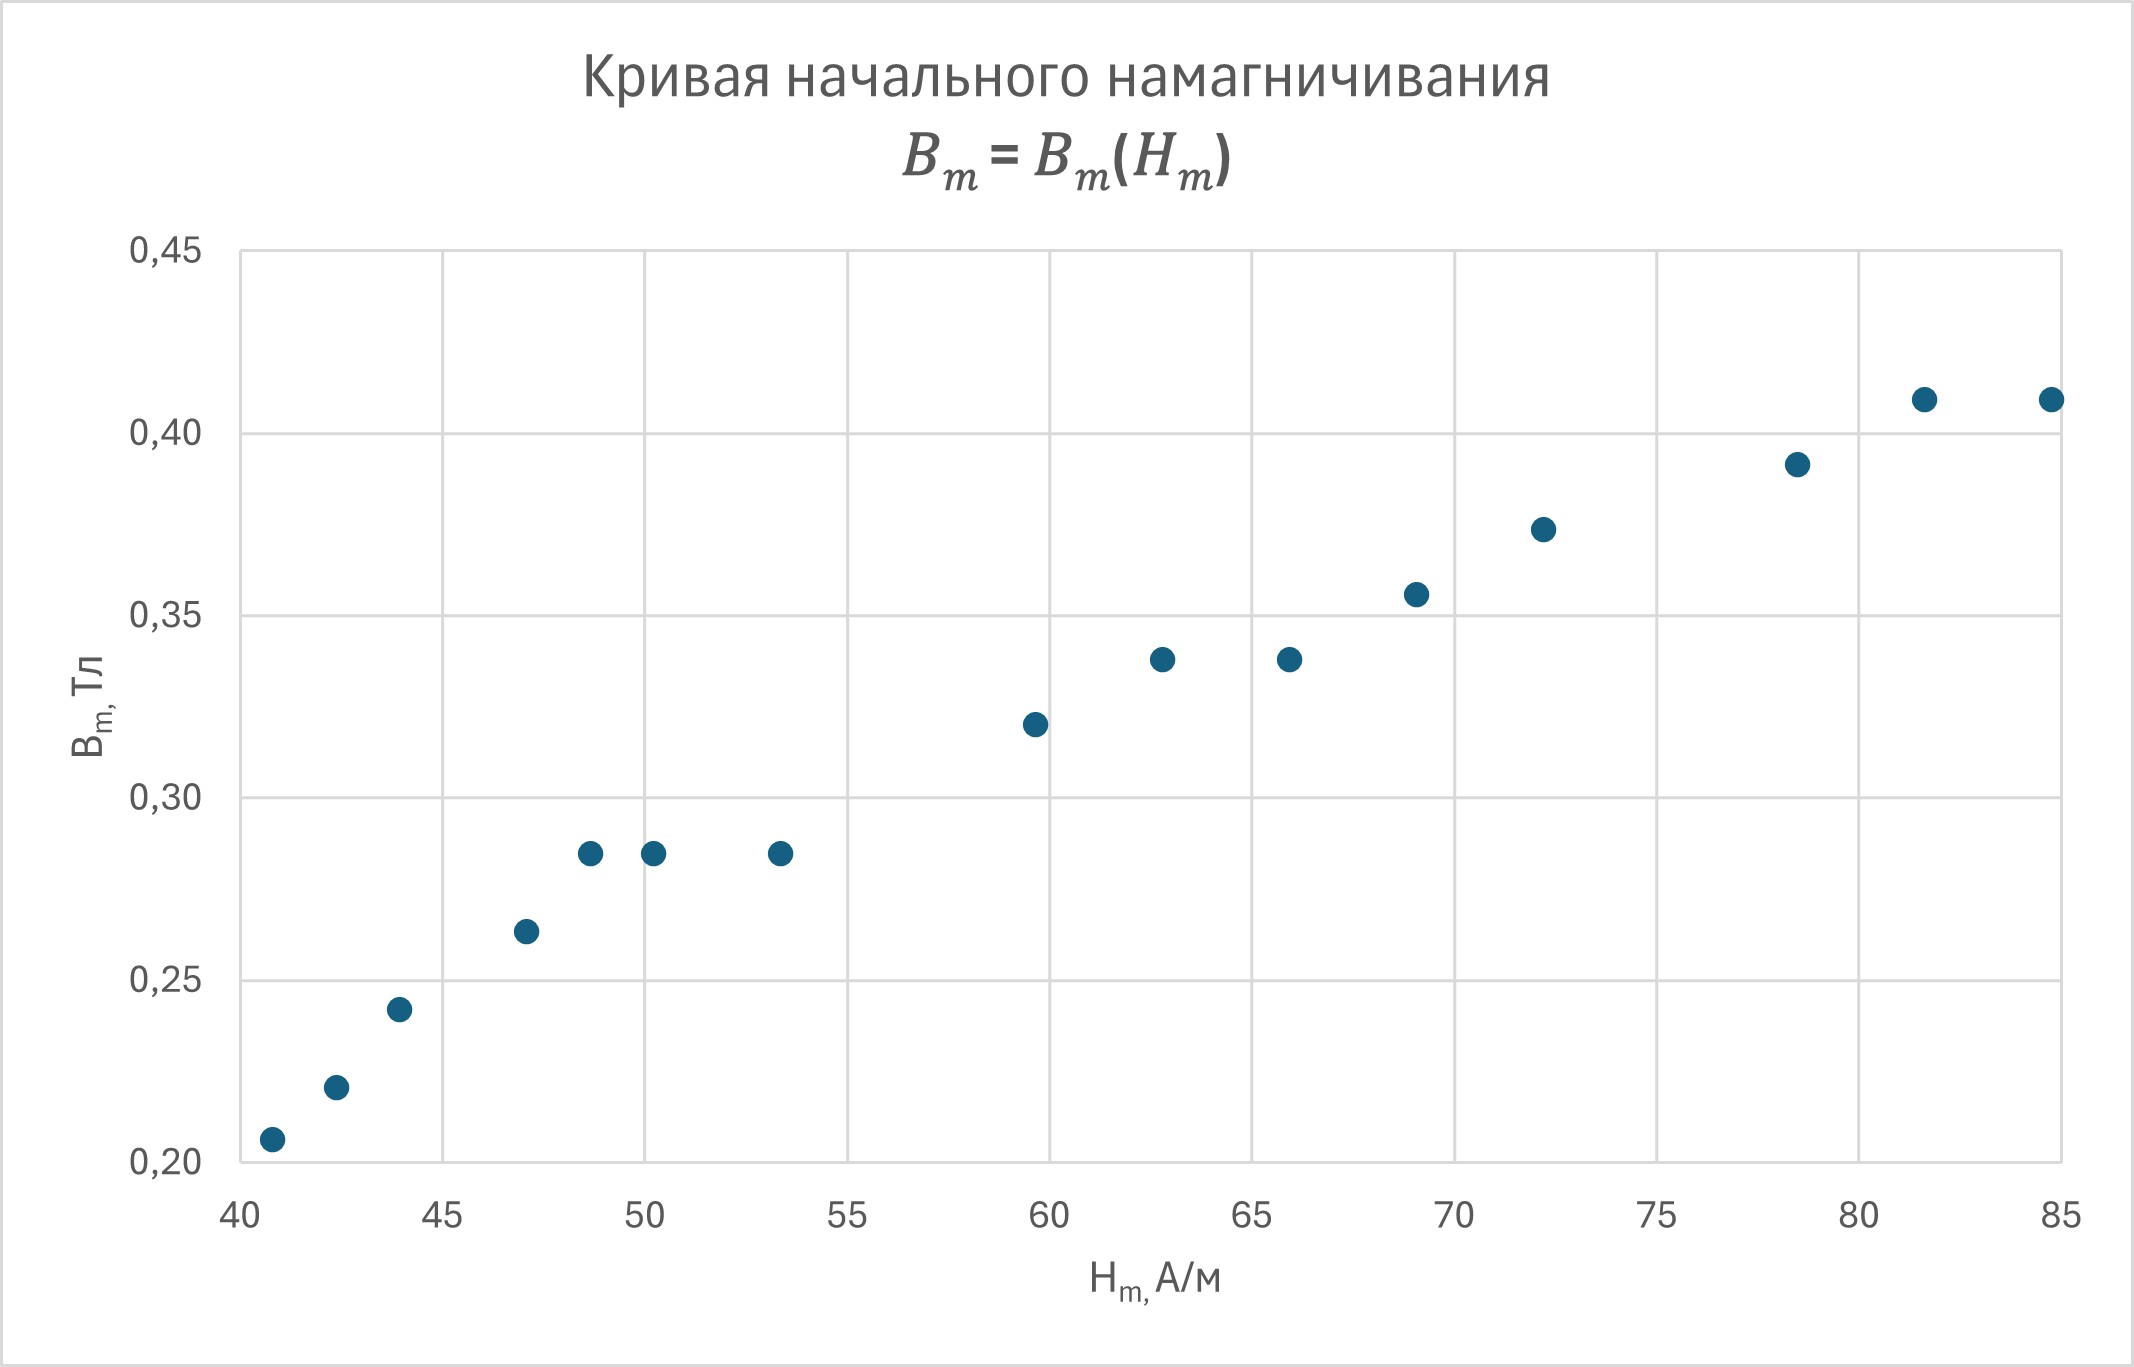 Кривая начального намагничивания
Bm = Bm(Hm)
0,45
0,40
0,35
0,30
0,25
0,20
Bm, Тл
40 45 50 55 60 65 70 75 80 85
Hm, А/м